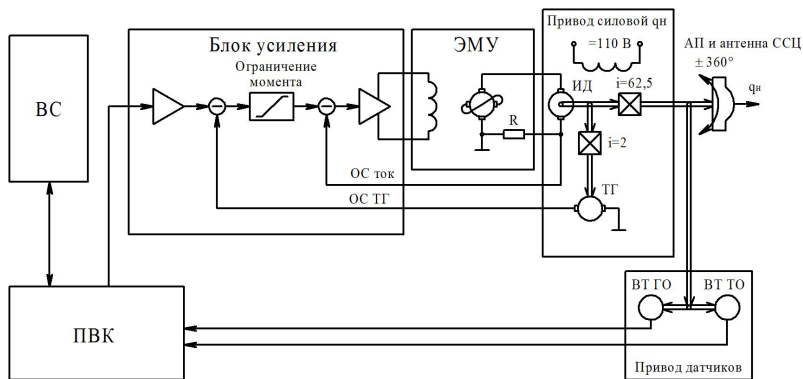 Блок усиления
Ограничение
момента
ЭМУ
Привод силовой qн
=110 В
АП и антенна ССЦ
± 360°
ВС
ИД
i=62,5
qн
R
i=2
ОС ток
ОС ТГ
ТГ
ПВК
ВТ ГО
ВТ ТО
Привод датчиков